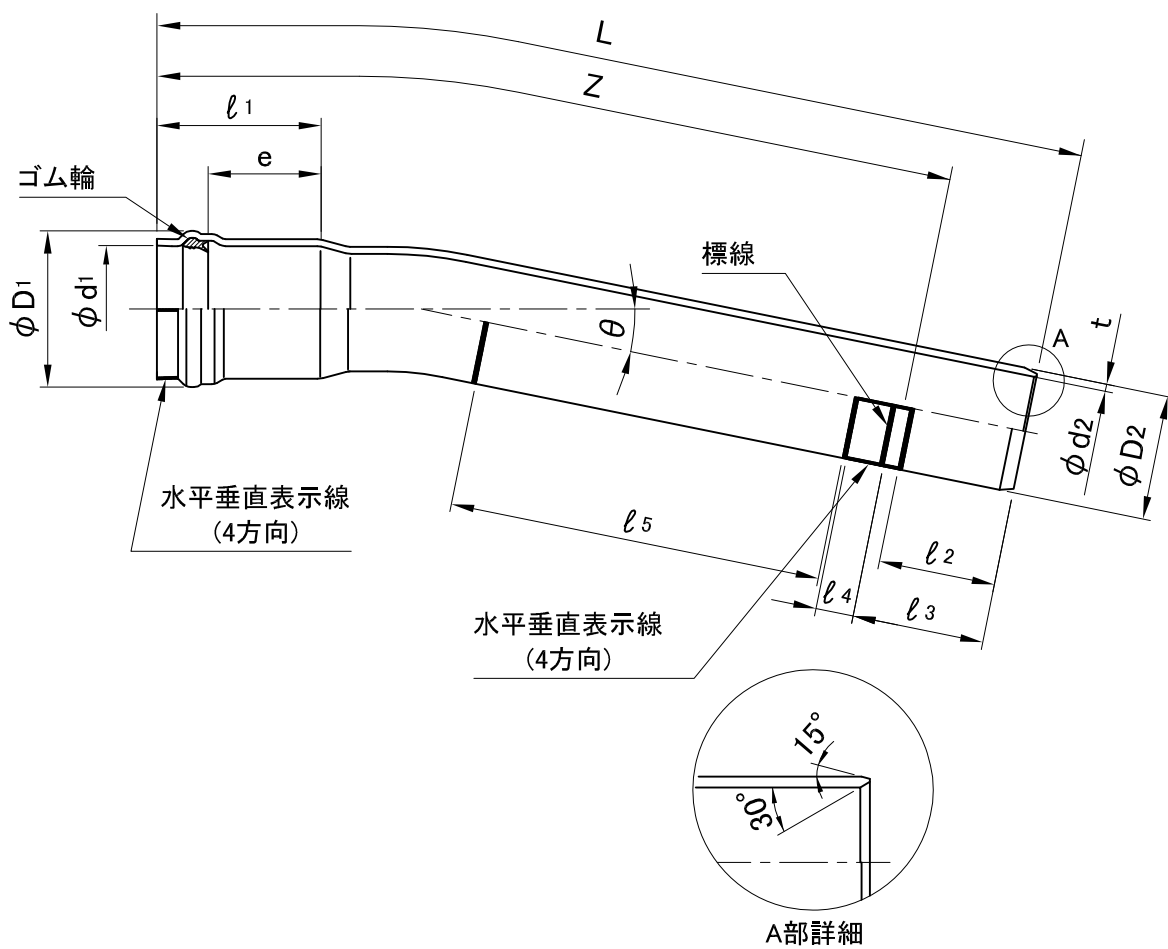 L
Z
ℓ1
e
ゴム輪
φD1
φd1
標線
θ
A
t
φd2
φD2
水平垂直表示線
(4方向)
ℓ5
ℓ2
ℓ4
ℓ3
水平垂直表示線
(4方向)
15°
30°
A部詳細